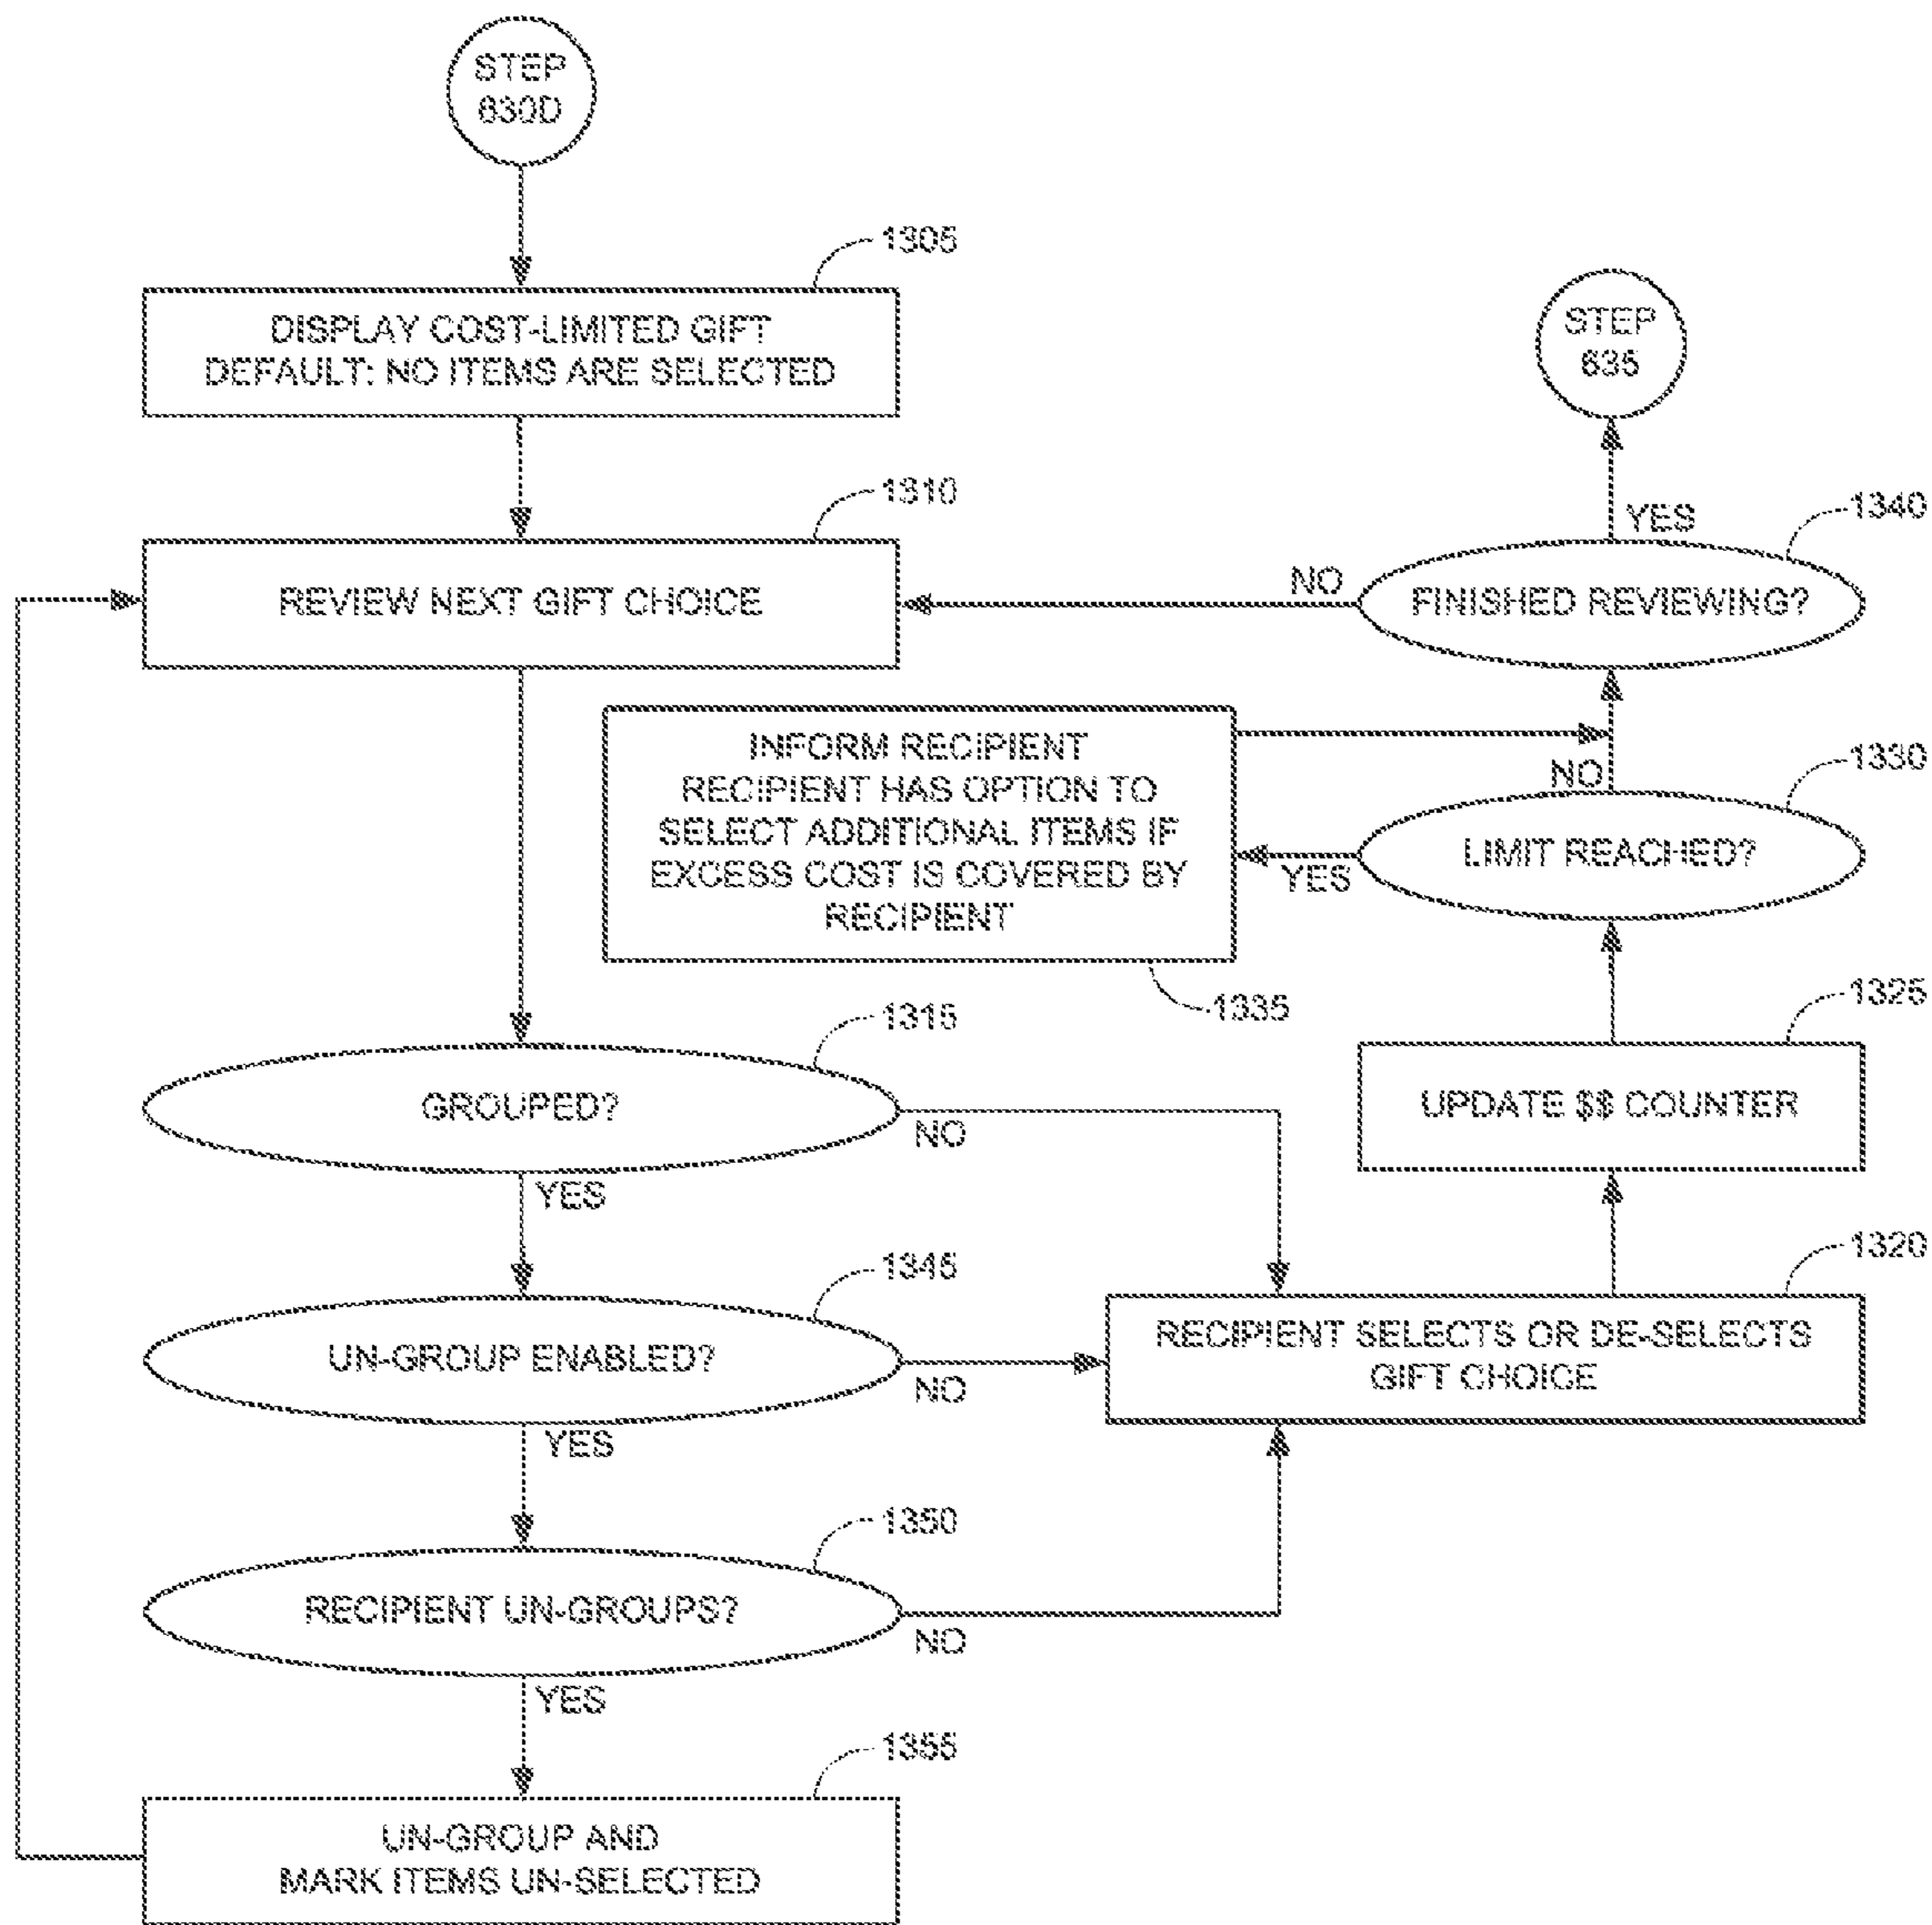 STEP
630D
1305
DISPLAY COST-LIMITED GIFT
DEFAULT: NO ITEMS ARE SELECTED
STEP
635
1310
REVIEW NEXT GIFT CHOICE
YES
1340
NO
FINISHED REVIEWING?
INFORM RECIPIENT
RECIPIENT HAS OPTION TO
SELECT ADDITIONAL ITEMS IF
EXCESS COST IS COVERED BY
RECIPIENT
NO
1330
LIMIT REACHED?
YES
1335
1315
GROUPED?
NO
YES
1325
UPDATE $$ COUNTER
1345
UN-GROUP ENABLED?
NO
YES
1320
RECIPIENT SELECTS OR DE-SELECTS
GIFT CHOICE
1350
RECIPIENT UN-GROUPS?
NO
YES
1355
UN-GROUP AND
MARK ITEMS UN-SELECTED